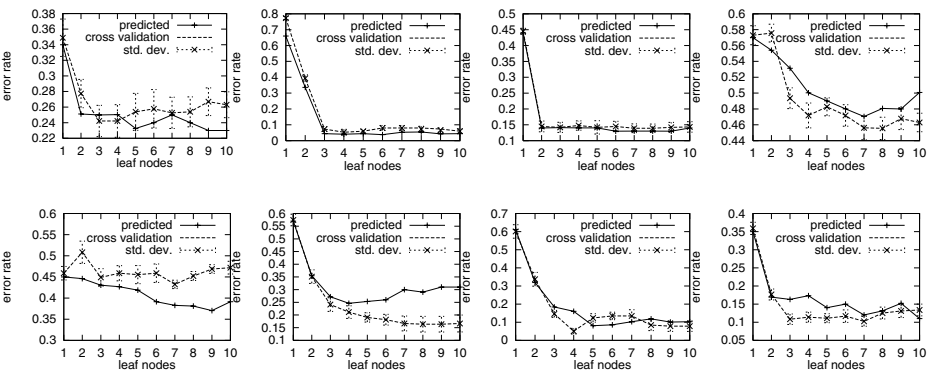 0.38
0.36
0.34
0.32
0.3
0.28
0.26
0.24
0.22
error rate
predicted
cross validation
std. dev.
1 2 3 4 5 6 7 8 9 10
leaf nodes
0.8
0.7
0.6
0.5
0.4
0.3
0.2
0.1
0
error rate
predicted
cross validation
std. dev.
1 2 3 4 5 6 7 8 9 10
leaf nodes
0.5
0.45
0.4
0.35
0.3
0.25
0.2
0.15
0.1
error rate
predicted
cross validation
std. dev.
1 2 3 4 5 6 7 8 9 10
leaf nodes
0.6
0.58
0.56
0.54
0.52
0.5
0.48
0.46
0.44
error rate
predicted
cross validation
std. dev.
1 2 3 4 5 6 7 8 9 10
leaf nodes
0.6
0.55
0.5
0.45
0.4
0.35
0.3
error rate
predicted
cross validation
std. dev.
1 2 3 4 5 6 7 8 9 10
leaf nodes
0.6
0.55
0.5
0.45
0.4
0.35
0.3
0.25
0.2
0.15
0.1
error rate
predicted
cross validation
std. dev.
1 2 3 4 5 6 7 8 9 10
leaf nodes
0.7
0.6
0.5
0.4
0.3
0.2
0.1
0
error rate
predicted
cross validation
std. dev.
1 2 3 4 5 6 7 8 9 10
leaf nodes
0.4
0.35
0.3
0.25
0.2
0.15
0.1
0.05
error rate
predicted
cross validation
std. dev.
1 2 3 4 5 6 7 8 9 10
leaf nodes